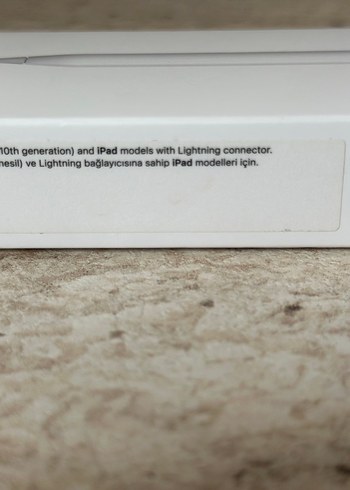 10th generation) and iPad models with Lightning connector.
nesil) ve Lightning bağlayıcısına sahip iPad modelleri için.